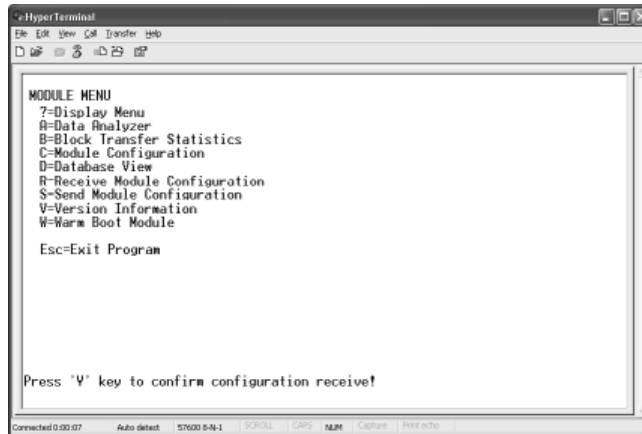 HyperTerminal
File Edit View Call Transfer Help
MODULE MENU
?=Display Menu
A=Data Analyzer
B=Block Transfer Statistics
C=Module Configuration
D=Database View
R=Receive Module Configuration
S=Send Module Configuration
V=Version Information
W=Warm Boot Module
Esc=Exit Program
Press 'Y' key to confirm configuration receive!
Connected 0:00:07 Auto detect 57600 8-N-1 SCROLL CAPS NUM Capture Print echo